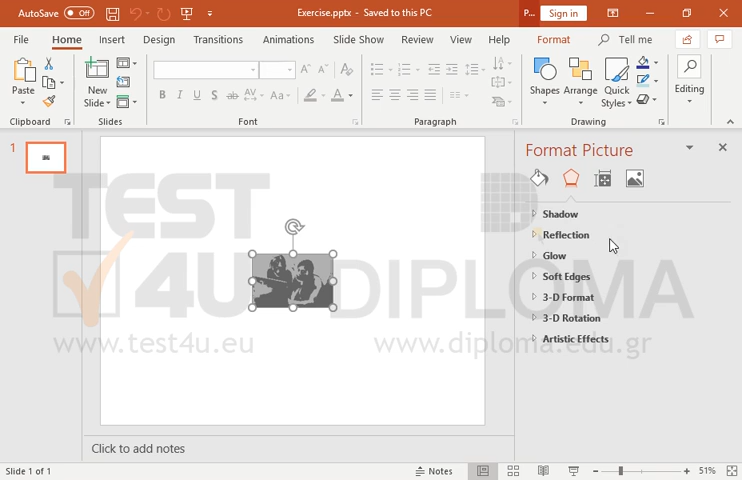 AutoSave Off Exercise.pptx - Saved to this PC P... Sign in
File Home Insert Design Transitions Animations Slide Show Review View Help Format Tell me
Paste New Slide Shapes Arrange Quick Styles Editing
B I U S ab AV Aa A A
Clipboard Slides Font Paragraph Drawing
1
Format Picture
Shadow
Reflection
Glow
Soft Edges
3-D Format
3-D Rotation
Artistic Effects
TEST
4U DIPLOMA
www.test4u.eu www.diploma.edu.gr
Click to add notes
Slide 1 of 1 Notes 51%